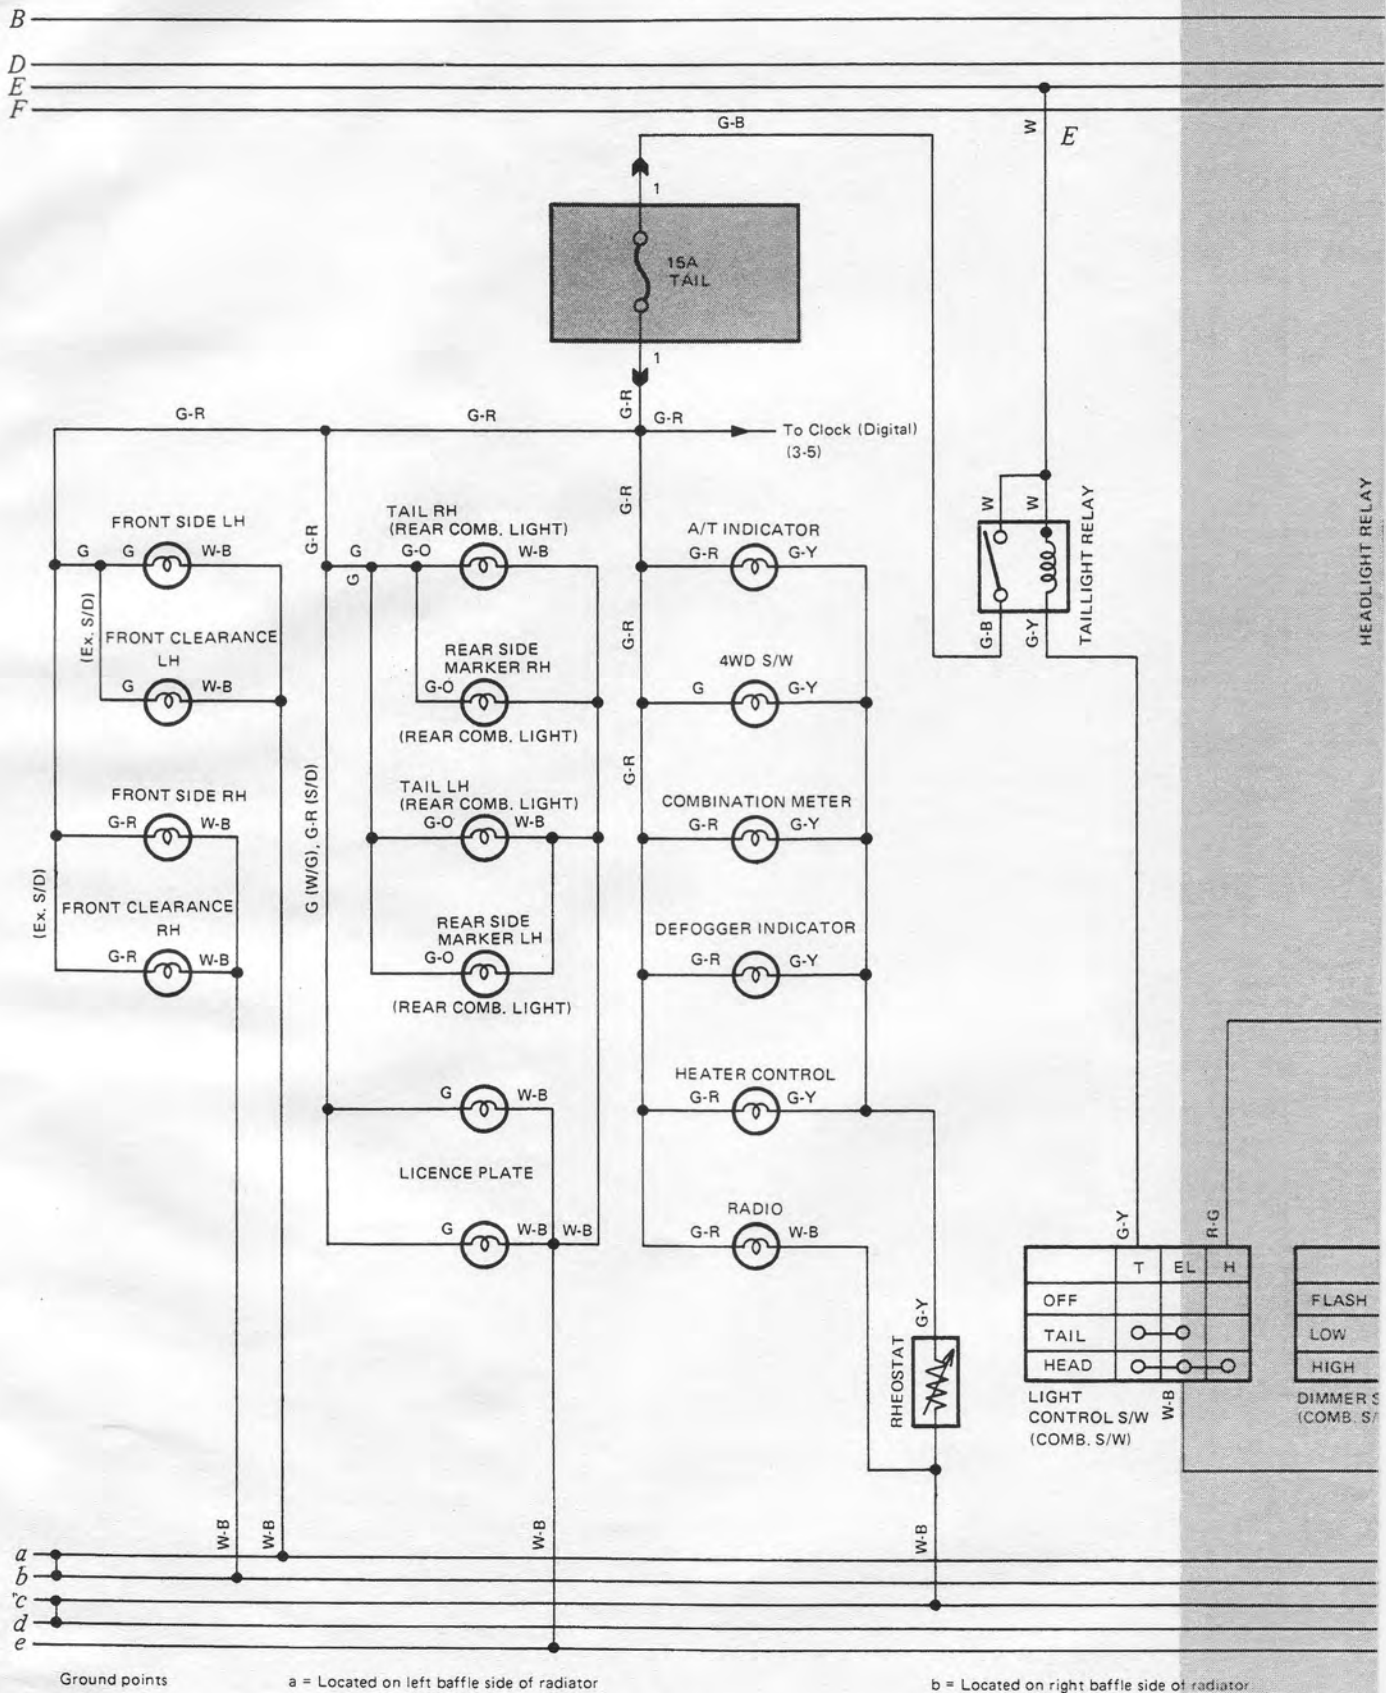 B
D
E
F
G-B
W
E
1
15A
TAIL
1
G-R
G-R
G-R
G-R
To Clock (Digital)
(3-5)
G-R
G-R
W
W
TAILLIGHT RELAY
HEADLIGHT RELAY
FRONT SIDE LH
G
G
W-B
TAIL RH
(REAR COMB. LIGHT)
G
G-O
W-B
G
A/T INDICATOR
G-R
G-Y
(Ex. S/D)
FRONT CLEARANCE
LH
G
W-B
REAR SIDE
MARKER RH
G-O
(REAR COMB. LIGHT)
G-R
4WD S/W
G
G-Y
G-B
G-Y
G (W/G), G-R (S/D)
FRONT SIDE RH
G-R
W-B
TAIL LH
(REAR COMB. LIGHT)
G-O
W-B
G-R
COMBINATION METER
G-R
G-Y
(Ex. S/D)
FRONT CLEARANCE
RH
G-R
W-B
REAR SIDE
MARKER LH
G-O
(REAR COMB. LIGHT)
DEFOGGER INDICATOR
G-R
G-Y
G
W-B
HEATER CONTROL
G-R
G-Y
LICENCE PLATE
G
W-B
W-B
RADIO
G-R
W-B
G-Y
R-G
T
EL
H
OFF
TAIL
HEAD
LIGHT
CONTROL S/W
(COMB. S/W)
W-B
FLASH
LOW
HIGH
DIMMER S
(COMB. S/
G-Y
RHEOSTAT
W-B
W-B
W-B
W-B
a
b
c
d
e
Ground points
a = Located on left baffle side of radiator
b = Located on right baffle side of radiator